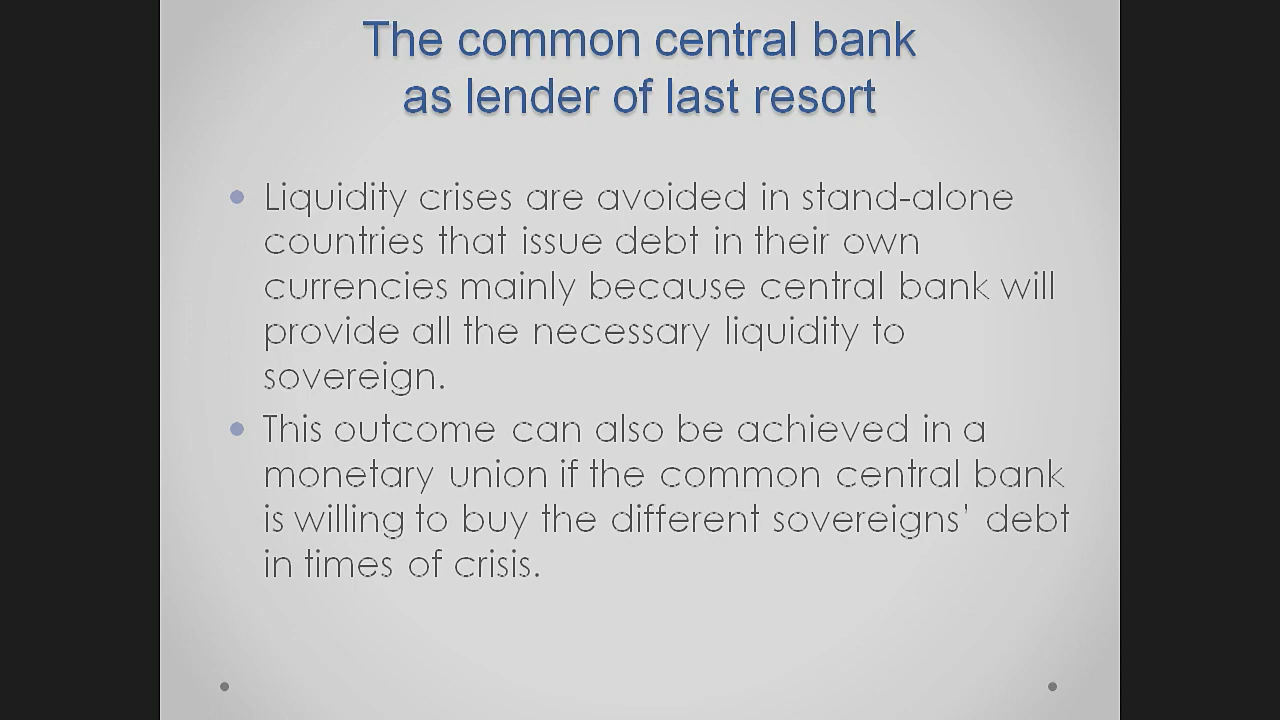 The common central bank
as lender of last resort
Liquidity crises are avoided in stand-alone
countries that issue debt in their own
currencies mainly because central bank will
provide all the necessary liquidity to
sovereign.
This outcome can also be achieved in a
monetary union if the common central bank
is willing to buy the different sovereigns' debt
in times of crisis.